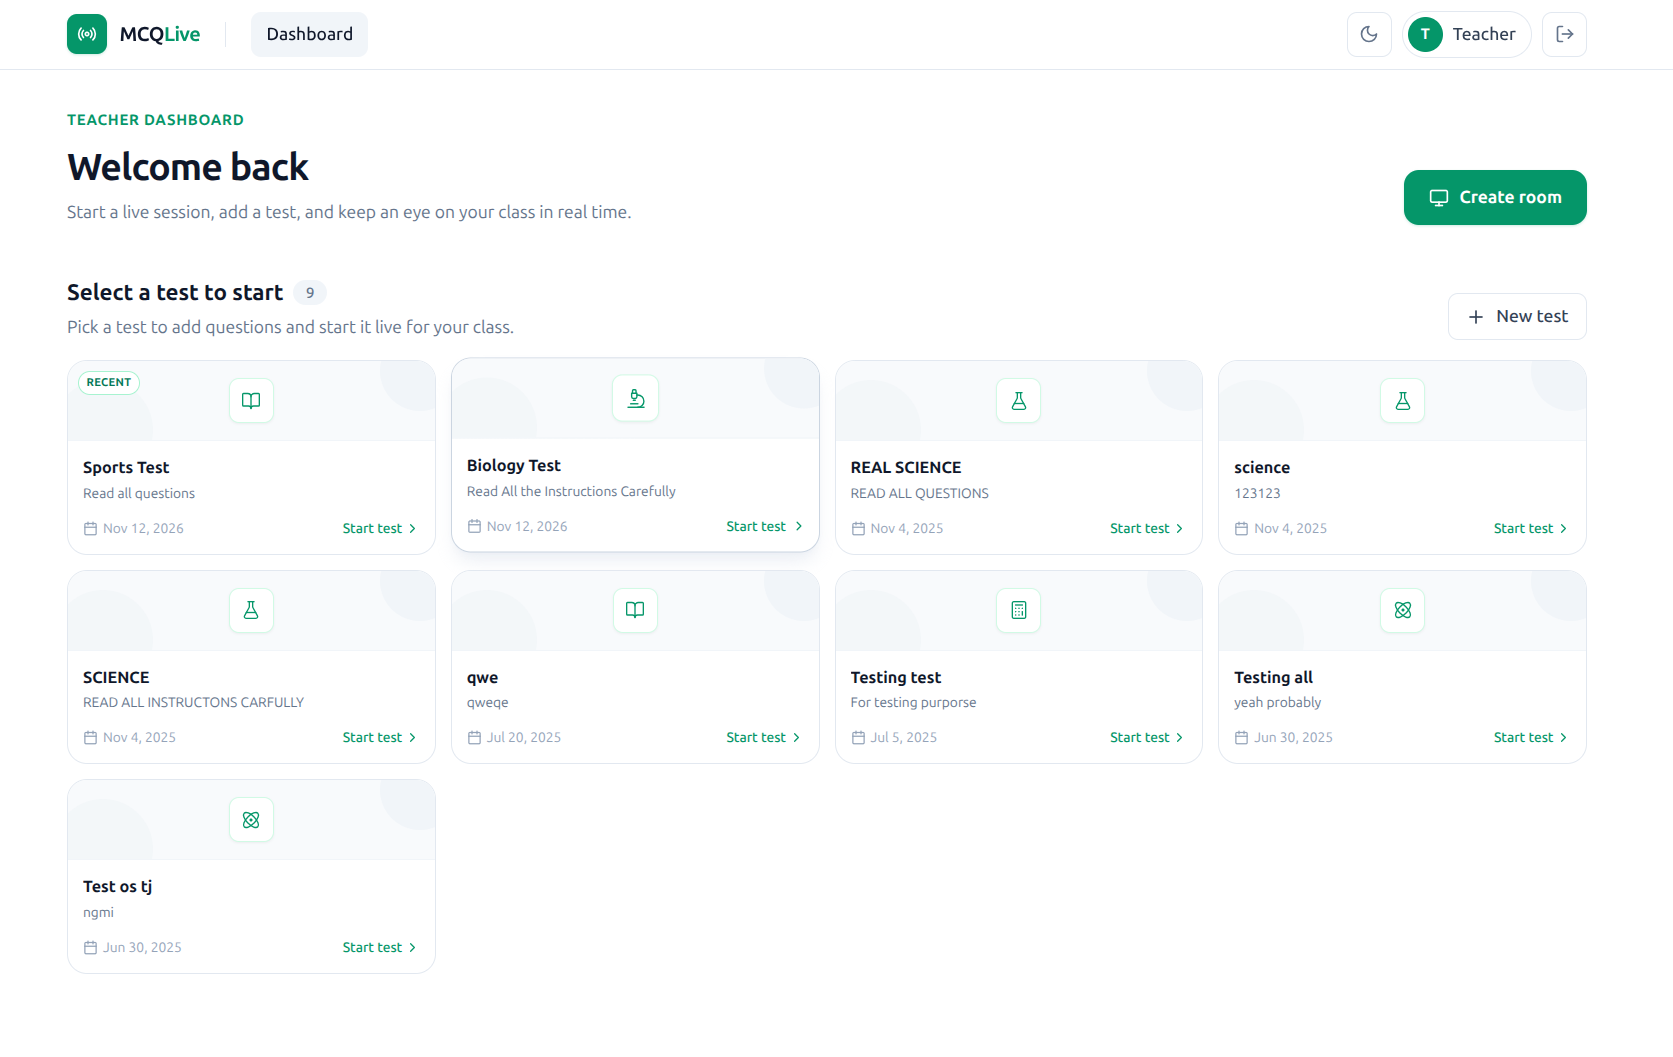 MCQLive
Dashboard
T
Teacher
TEACHER DASHBOARD
Welcome back
Start a live session, add a test, and keep an eye on your class in real time.
Create room
Select a test to start 9
Pick a test to add questions and start it live for your class.
New test
RECENT
Sports Test
Read all questions
Nov 12, 2026
Start test
Biology Test
Read All the Instructions Carefully
Nov 12, 2026
Start test
REAL SCIENCE
READ ALL QUESTIONS
Nov 4, 2025
Start test
science
123123
Nov 4, 2025
Start test
SCIENCE
READ ALL INSTRUCTONS CARFULLY
Nov 4, 2025
Start test
qwe
qweqe
Jul 20, 2025
Start test
Testing test
For testing purporse
Jul 5, 2025
Start test
Testing all
yeah probably
Jun 30, 2025
Start test
Test os tj
ngmi
Jun 30, 2025
Start test